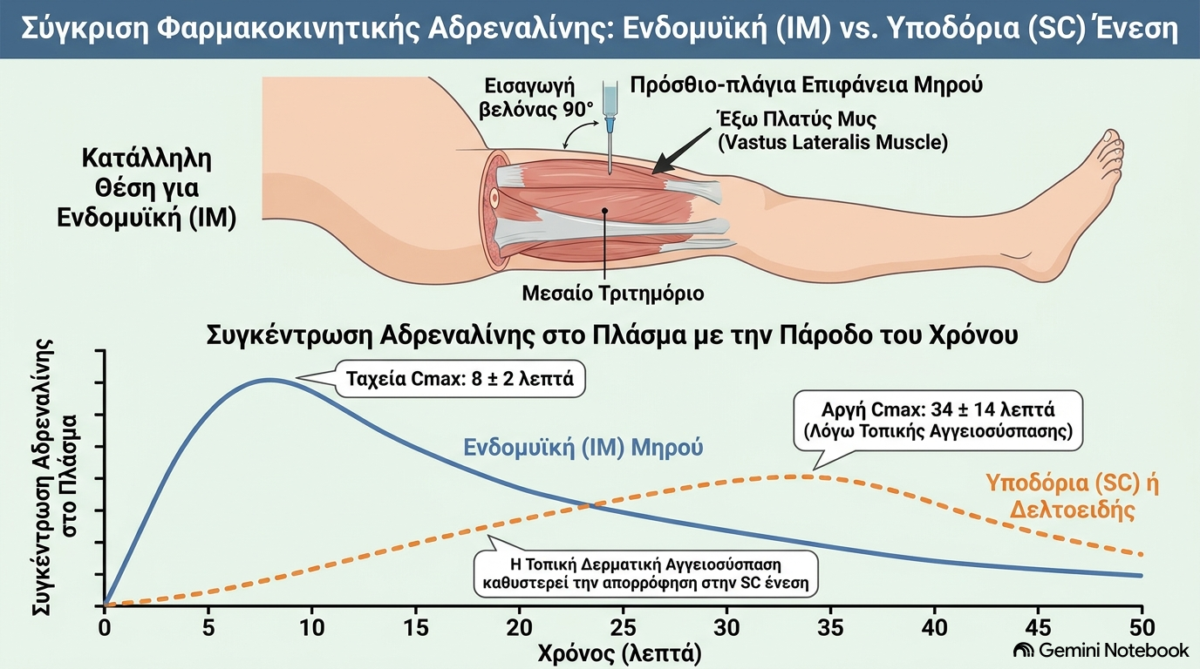 Σύγκριση Φαρμακοκινητικής Αδρεναλίνης: Ενδομυϊκή (IM) vs. Υποδόρια (SC) Ένεση
Εισαγωγή
βελόνας 90°
Πρόσθιο-πλάγια Επιφάνεια Μηρού
Έξω Πλατύς Μυς
(Vastus Lateralis Muscle)
Κατάλληλη
Θέση για
Ενδομυϊκή (IM)
Μεσαίο Τριτημόριο
Συγκέντρωση Αδρεναλίνης στο Πλάσμα με την Πάροδο του Χρόνου
Συγκέντρωση Αδρεναλίνης
στο Πλάσμα
Ταχεία Cmax: 8 ± 2 λεπτά
Αργή Cmax: 34 ± 14 λεπτά
(Λόγω Τοπικής Αγγειοσύσπασης)
Ενδομυϊκή (IM) Μηρού
Υποδόρια (SC) ή
Δελτοειδής
Η Τοπική Δερματική Αγγειοσύσπαση
καθυστερεί την απορρόφηση στην SC ένεση
0 5 10 15 20 25 30 35 40 45 50
Χρόνος (λεπτά)
Gemini Notebook